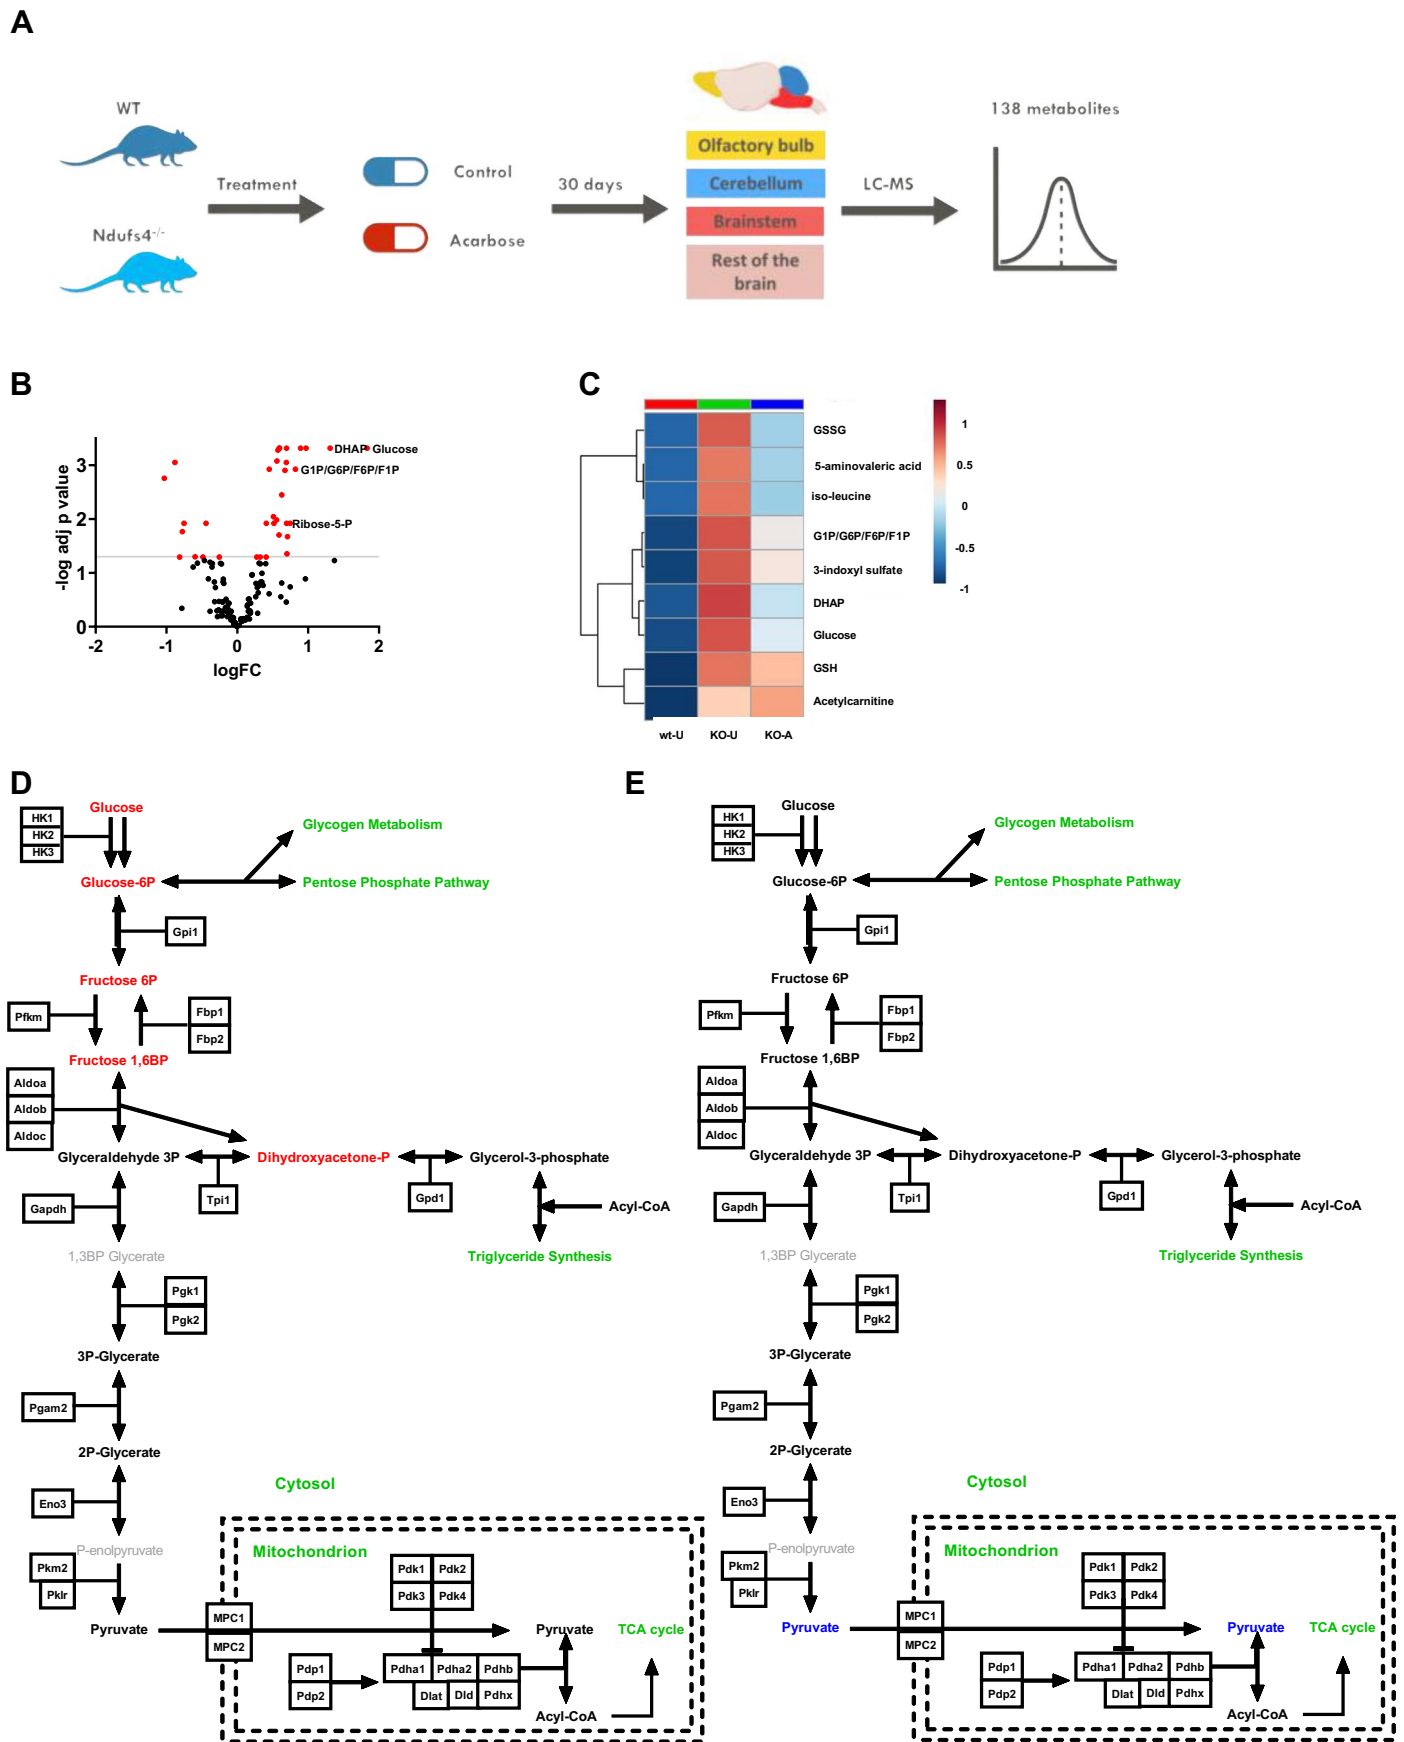 A
WT
Ndufs4-/-
Treatment
Control
Acarbose
30 days
Olfactory bulb
Cerebellum
Brainstem
Rest of the
brain
LC-MS
138 metabolites
B
-log adj p value
3
2
1
0
-2
-1
0
1
2
logFC
DHAP
Glucose
G1P/G6P/F6P/F1P
Ribose-5-P
C
GSSG
5-aminovaleric acid
iso-leucine
G1P/G6P/F6P/F1P
3-indoxyl sulfate
DHAP
Glucose
GSH
Acetylcarnitine
wt-U
KO-U
KO-A
1
0.5
0
-0.5
-1
D
Glucose
HK1
HK2
HK3
Glycogen Metabolism
Glucose-6P
Pentose Phosphate Pathway
Gpi1
Fructose 6P
Pfkm
Fbp1
Fbp2
Fructose 1,6BP
Aldoa
Aldob
Aldoc
Glyceraldehyde 3P
Dihydroxyacetone-P
Glycerol-3-phosphate
Tpi1
Gpd1
Gapdh
Acyl-CoA
1,3BP Glycerate
Triglyceride Synthesis
Pgk1
Pgk2
3P-Glycerate
Pgam2
2P-Glycerate
Cytosol
Eno3
P-enolpyruvate
Mitochondrion
Pkm2
Pklr
Pdk1
Pdk2
Pdk3
Pdk4
Pyruvate
MPC1
MPC2
Pyruvate
TCA cycle
Pdp1
Pdp2
Pdha1
Pdha2
Pdhb
Dlat
Dld
Pdhx
Acyl-CoA
E
Glucose
HK1
HK2
HK3
Glycogen Metabolism
Glucose-6P
Pentose Phosphate Pathway
Gpi1
Fructose 6P
Pfkm
Fbp1
Fbp2
Fructose 1,6BP
Aldoa
Aldob
Aldoc
Glyceraldehyde 3P
Dihydroxyacetone-P
Glycerol-3-phosphate
Tpi1
Gpd1
Gapdh
Acyl-CoA
1,3BP Glycerate
Triglyceride Synthesis
Pgk1
Pgk2
3P-Glycerate
Pgam2
2P-Glycerate
Cytosol
Eno3
P-enolpyruvate
Mitochondrion
Pkm2
Pklr
Pdk1
Pdk2
Pdk3
Pdk4
Pyruvate
MPC1
MPC2
Pyruvate
TCA cycle
Pdp1
Pdp2
Pdha1
Pdha2
Pdhb
Dlat
Dld
Pdhx
Acyl-CoA